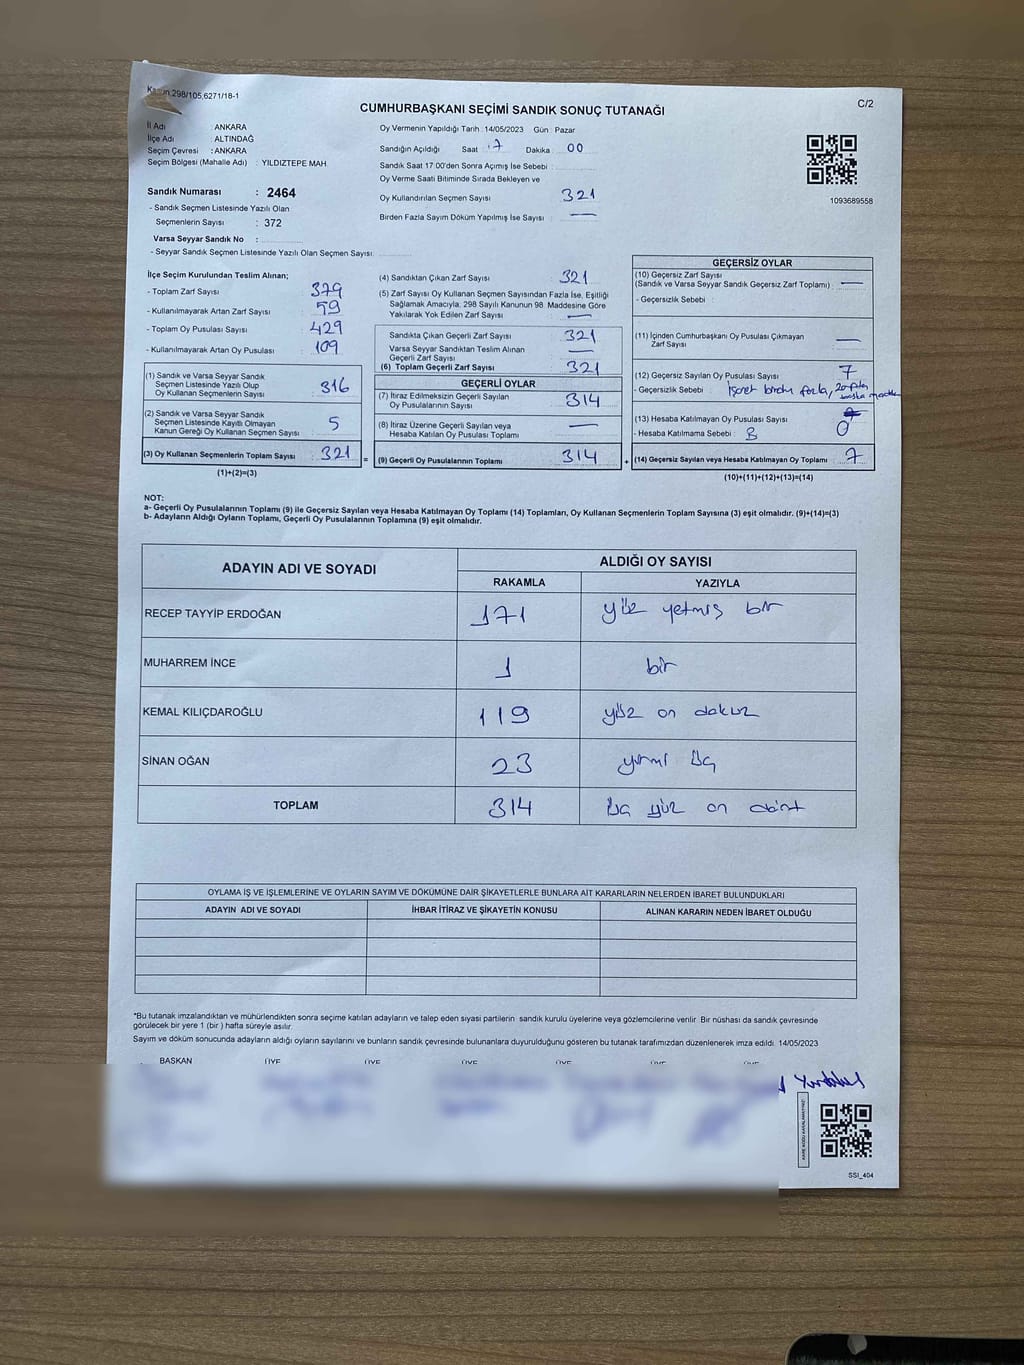 Kanun 298/105,6271/18-1
C/2
CUMHURBAŞKANI SEÇİMİ SANDIK SONUÇ TUTANAĞI
İl Adı : ANKARA
İlçe Adı : ALTINDAĞ
Seçim Çevresi : ANKARA
Seçim Bölgesi (Mahalle Adı) : YILDIZTEPE MAH.
Sandık Numarası : 2464
- Sandık Seçmen Listesinde Yazılı Olan
Seçmenlerin Sayısı : 372
Varsa Seyyar Sandık No :
- Seyyar Sandık Seçmen Listesinde Yazılı Olan Seçmen Sayısı:
Oy Vermenin Yapıldığı Tarih : 14/05/2023 Gün : Pazar
Sandığın Açıldığı Saat : 17 Dakika : 00
Sandık Saat 17:00'den Sonra Açımış İse Sebebi :
Oy Verme Saati Bitiminde Sırada Bekleyen ve
Oy Kullandırılan Seçmen Sayısı : 321
Birden Fazla Sayım Döküm Yapılmış İse Sayısı : —
1093689558
İlçe Seçim Kurulundan Teslim Alınan;
- Toplam Zarf Sayısı : 379
- Kullanılmayarak Artan Zarf Sayısı : 59
- Toplam Oy Pusulası Sayısı : 429
- Kullanılmayarak Artan Oy Pusulası : 109
(1) Sandık ve Varsa Seyyar Sandık
Seçmen Listesinde Yazılı Olup
Oy Kullanan Seçmenlerin Sayısı : 316
(2) Sandık ve Varsa Seyyar Sandık
Seçmen Listesinde Kayıtlı Olmayan
Kanun Gereği Oy Kullanan Seçmen Sayısı : 5
(3) Oy Kullanan Seçmenlerin Toplam Sayısı : 321
(1)+(2)=(3)
=
(4) Sandıktan Çıkan Zarf Sayısı : 321
(5) Zarf Sayısı Oy Kullanan Seçmen Sayısından Fazla İse, Eşitliği
Sağlamak Amacıyla; 298 Sayılı Kanunun 98. Maddesine Göre
Yakılarak Yok Edilen Zarf Sayısı : —
Sandıkta Çıkan Geçerli Zarf Sayısı : 321
Varsa Seyyar Sandıktan Teslim Alınan
Geçerli Zarf Sayısı : —
(6) Toplam Geçerli Zarf Sayısı : 321
GEÇERLİ OYLAR
(7) İtiraz Edilmeksizin Geçerli Sayılan
Oy Pusulalarının Sayısı : 314
(8) İtiraz Üzerine Geçerli Sayılan veya
Hesaba Katılan Oy Pusulası Toplamı : —
(9) Geçerli Oy Pusulalarının Toplamı : 314
+
GEÇERSİZ OYLAR
(10) Geçersiz Zarf Sayısı
(Sandık ve Varsa Seyyar Sandık Geçersiz Zarf Toplamı) : —
- Geçersizlik Sebebi :
(11) İçinden Cumhurbaşkanı Oy Pusulası Çıkmayan
Zarf Sayısı : —
(12) Geçersiz Sayılan Oy Pusulası Sayısı : 7
- Geçersizlik Sebebi : işaret birden fazla,
(13) Hesaba Katılmayan Oy Pusulası Sayısı : 0
- Hesaba Katılmama Sebebi :
(14) Geçersiz Sayılan veya Hesaba Katılmayan Oy Toplamı : 7
(10)+(11)+(12)+(13)=(14)
NOT:
a- Geçerli Oy Pusulalarının Toplamı (9) ile Geçersiz Sayılan veya Hesaba Katılmayan Oy Toplamı (14) Toplamları, Oy Kullanan Seçmenlerin Toplam Sayısına (3) eşit olmalıdır. (9)+(14)=(3)
b- Adayların Aldığı Oyların Toplamı, Geçerli Oy Pusulalarının Toplamına (9) eşit olmalıdır.
ADAYIN ADI VE SOYADI ALDIĞI OY SAYISI
RAKAMLA YAZIYLA
RECEP TAYYİP ERDOĞAN 171 yüz yetmiş bir
MUHARREM İNCE 1 bir
KEMAL KILIÇDAROĞLU 119 yüz on dokuz
SİNAN OĞAN 23 yirmi üç
TOPLAM 314 üç yüz on dört
OYLAMA İŞ VE İŞLEMLERİNE VE OYLARIN SAYIM VE DÖKÜMÜNE DAİR ŞİKAYETLERLE BUNLARA AİT KARARLARIN NELERDEN İBARET BULUNDUKLARI
ADAYIN ADI VE SOYADI İHBAR İTİRAZ VE ŞİKAYETİN KONUSU ALINAN KARARIN NEDEN İBARET OLDUĞU
*Bu tutanak imzalandıktan ve mühürlendikten sonra seçime katılan adayların ve talep eden siyasi partilerin sandık kurulu üyelerine veya gözlemcilerine verilir. Bir nüshası da sandık çevresinde
görülecek bir yere 1 (bir ) hafta süreyle asılır.
Sayım ve döküm sonucunda adayların aldığı oyların sayılarını ve bunların sandık çevresinde bulunanlara duyurulduğunu gösteren bu tutanak tarafımızdan düzenlenerek imza edildi. 14/05/2023
BAŞKAN ÜYE ÜYE ÜYE ÜYE ÜYE ÜYE
SSI_404